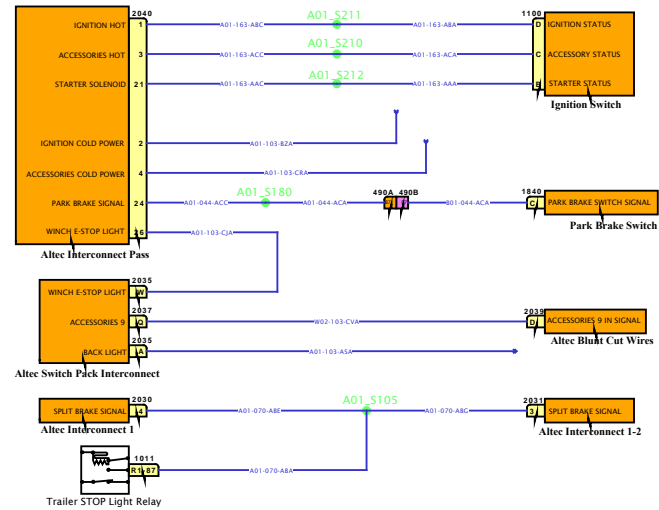 2040 1100
IGNITION HOT 1 A01-163-ABC A01_S211 A01-163-ABA D IGNITION STATUS
ACCESSORIES HOT 3 A01-163-ACC A01_S210 A01-163-ACA C ACCESSORY STATUS
STARTER SOLENOID 21 A01-163-AAC A01_S212 A01-163-AAA B STARTER STATUS
Ignition Switch
IGNITION COLD POWER 2 A01-103-BZA
ACCESSORIES COLD POWER 4 A01-103-CRA
A01_S180 490A 490B 1840
PARK BRAKE SIGNAL 24 A01-044-ACC A01-044-ACA B01-044-ACA C PARK BRAKE SWITCH SIGNAL
Park Brake Switch
WINCH E-STOP LIGHT 26 A01-103-CJA
Altec Interconnect Pass
2035
WINCH E-STOP LIGHT W
2037 2039
ACCESSORIES 9 Q W02-103-CVA D ACCESSORIES 9 IN SIGNAL
Altec Blunt Cut Wires
2035
BACK LIGHT A A01-103-ASA
Altec Switch Pack Interconnect
2030 A01_S105 2031
SPLIT BRAKE SIGNAL 4 A01-070-ABE A01-070-ABG 3 SPLIT BRAKE SIGNAL
Altec Interconnect 1 Altec Interconnect 1-2
1011
R1-87 A01-070-ABA
Trailer STOP Light Relay